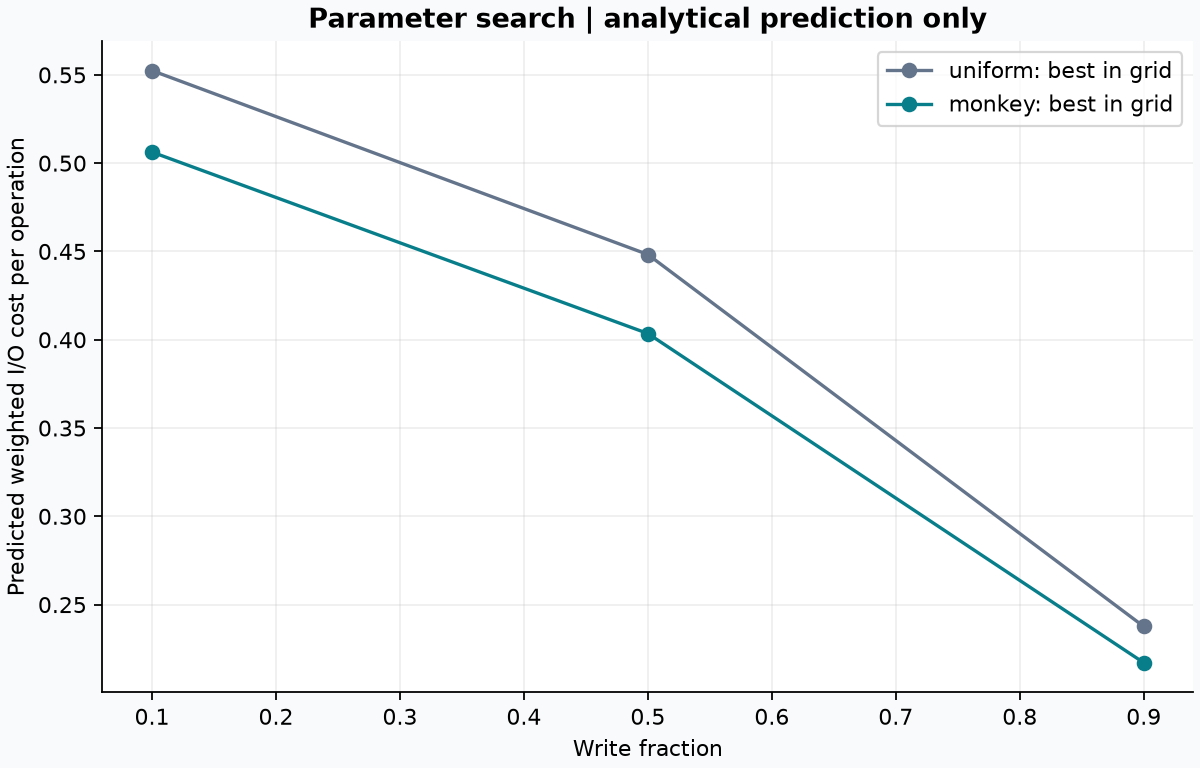 Parameter search | analytical prediction only
uniform: best in grid
monkey: best in grid
Predicted weighted I/O cost per operation
0.55
0.50
0.45
0.40
0.35
0.30
0.25
0.1 0.2 0.3 0.4 0.5 0.6 0.7 0.8 0.9
Write fraction